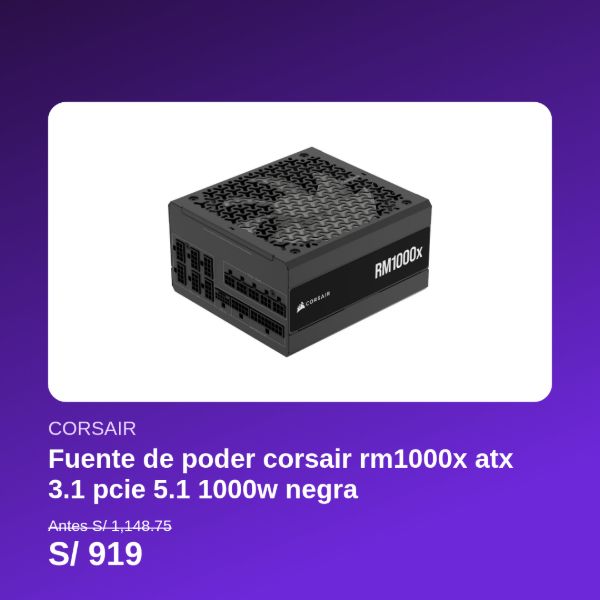 RM1000x
CORSAIR
CORSAIR
Fuente de poder corsair rm1000x atx
3.1 pcie 5.1 1000w negra
Antes S/ 1,148.75
S/ 919